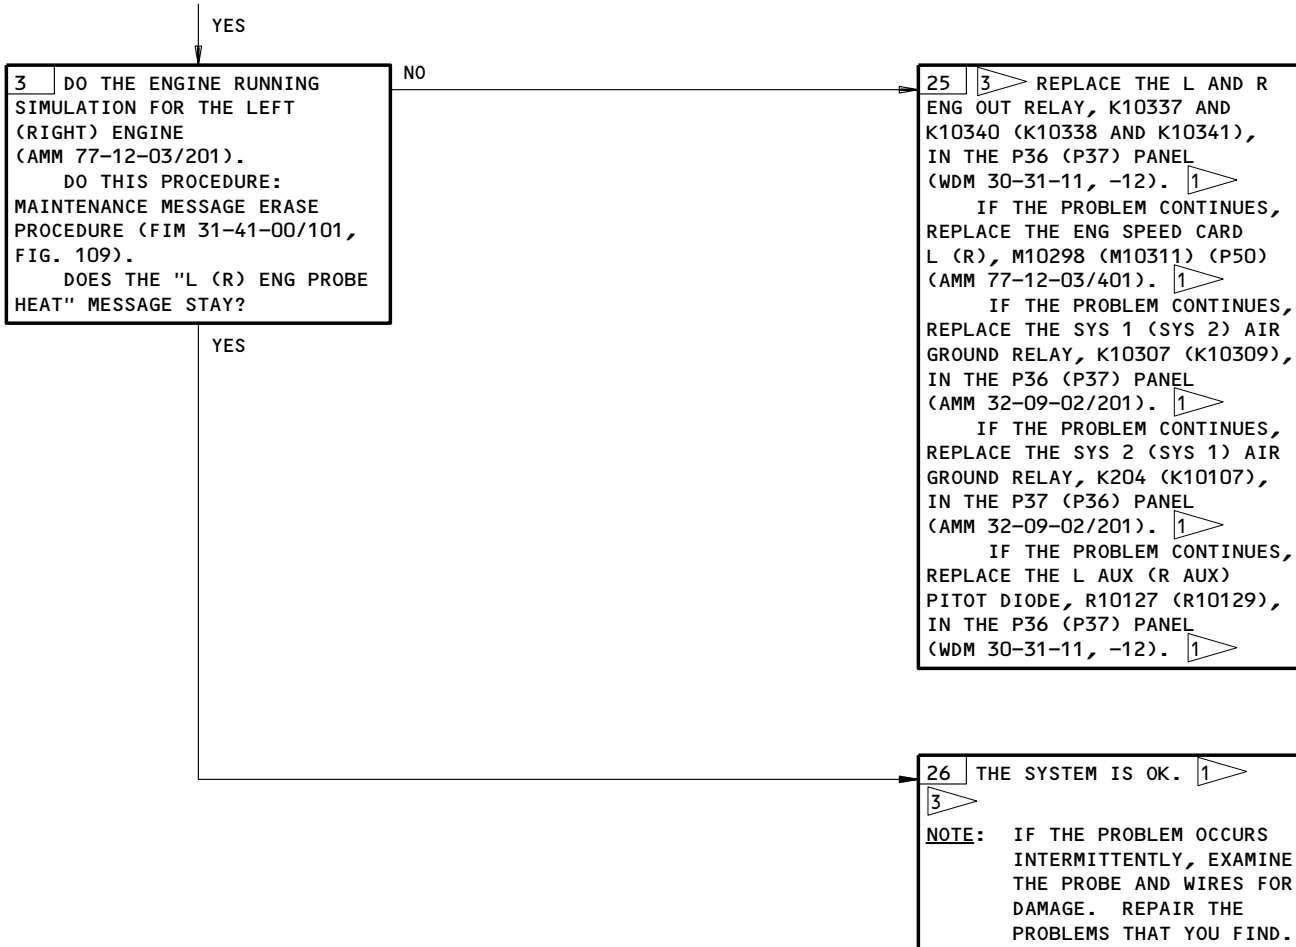 YES
3 DO THE ENGINE RUNNING
SIMULATION FOR THE LEFT
(RIGHT) ENGINE
(AMM 77-12-03/201).
DO THIS PROCEDURE:
MAINTENANCE MESSAGE ERASE
PROCEDURE (FIM 31-41-00/101,
FIG. 109).
DOES THE "L (R) ENG PROBE
HEAT" MESSAGE STAY?
NO
YES
25 3 REPLACE THE L AND R
ENG OUT RELAY, K10337 AND
K10340 (K10338 AND K10341),
IN THE P36 (P37) PANEL
(WDM 30-31-11, -12). 1
IF THE PROBLEM CONTINUES,
REPLACE THE ENG SPEED CARD
L (R), M10298 (M10311) (P50)
(AMM 77-12-03/401). 1
IF THE PROBLEM CONTINUES,
REPLACE THE SYS 1 (SYS 2) AIR
GROUND RELAY, K10307 (K10309),
IN THE P36 (P37) PANEL
(AMM 32-09-02/201). 1
IF THE PROBLEM CONTINUES,
REPLACE THE SYS 2 (SYS 1) AIR
GROUND RELAY, K204 (K10107),
IN THE P37 (P36) PANEL
(AMM 32-09-02/201). 1
IF THE PROBLEM CONTINUES,
REPLACE THE L AUX (R AUX)
PITOT DIODE, R10127 (R10129),
IN THE P36 (P37) PANEL
(WDM 30-31-11, -12). 1
26 THE SYSTEM IS OK. 1
3
NOTE: IF THE PROBLEM OCCURS
INTERMITTENTLY, EXAMINE
THE PROBE AND WIRES FOR
DAMAGE. REPAIR THE
PROBLEMS THAT YOU FIND.